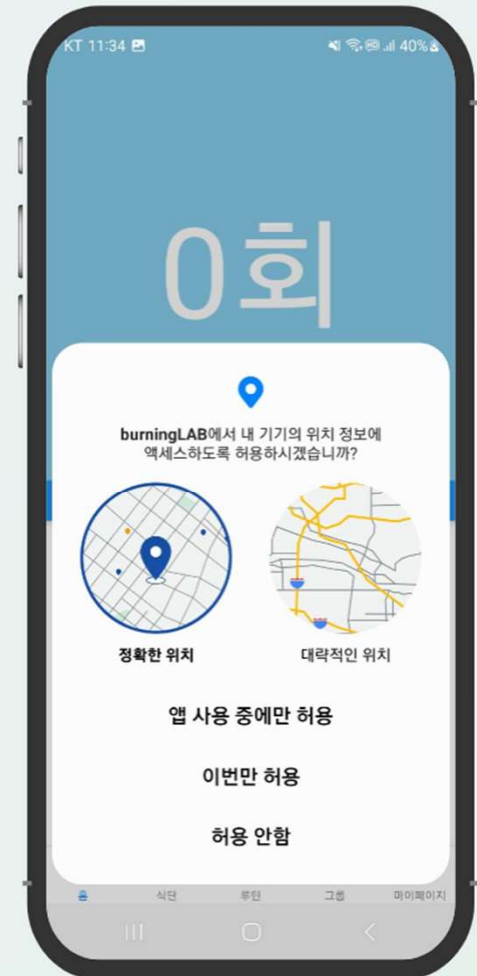 KT 11:34
40%
0회
burningLAB에서 내 기기의 위치 정보에
액세스하도록 허용하시겠습니까?
정확한 위치 대략적인 위치
앱 사용 중에만 허용
이번만 허용
허용 안함
홈 식단 루틴 그룹 마이페이지